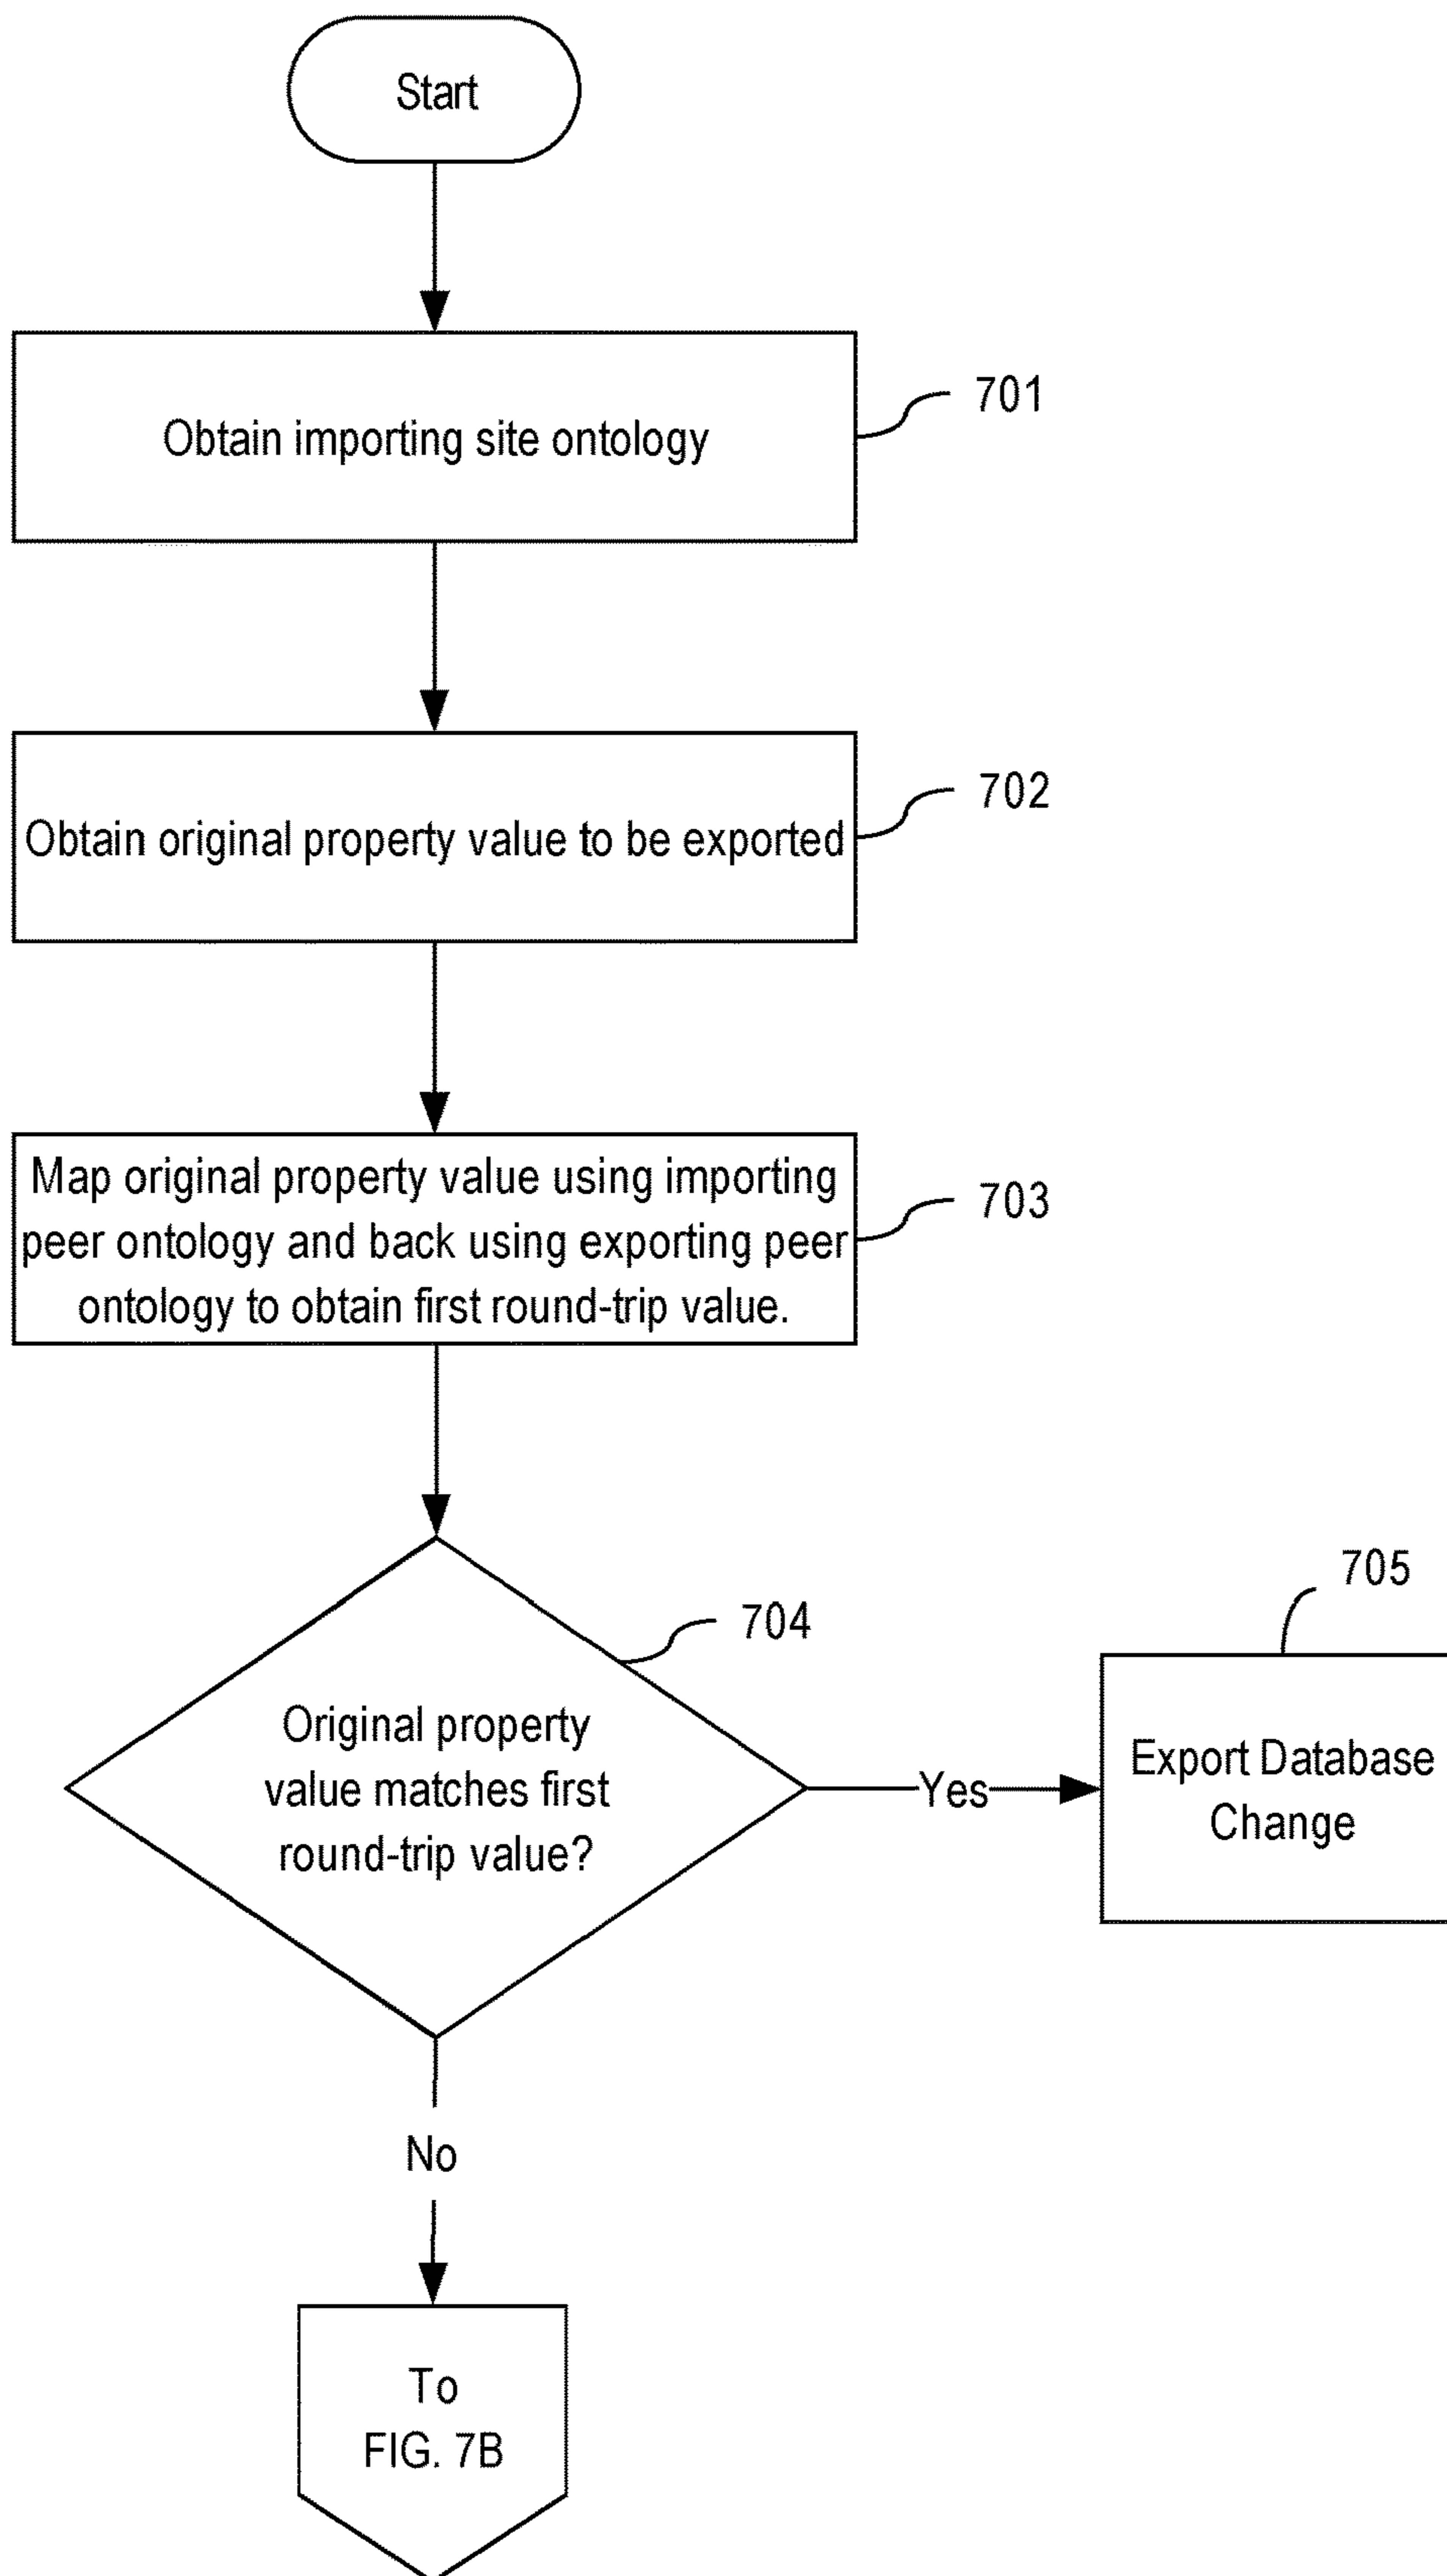 Start
Obtain importing site ontology
701
Obtain original property value to be exported
702
Map original property value using importing
peer ontology and back using exporting peer
ontology to obtain first round-trip value.
703
704
Original property
value matches first
round-trip value?
Yes
705
Export Database
Change
No
To
FIG. 7B